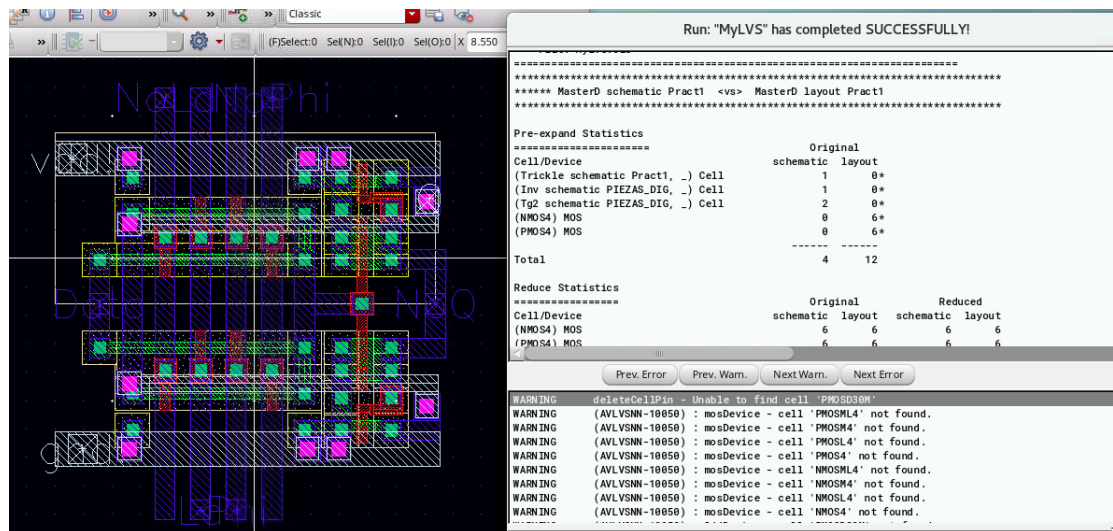 » » » Classic
» (F)Select:0 Sel(N):0 Sel(I):0 Sel(O):0 X 8.550
Run: "MyLVS" has completed SUCCESSFULLY!
======================================================================
*****************************************************************************
****** MasterD schematic Pract1 <vs> MasterD layout Pract1
*****************************************************************************
Pre-expand Statistics
====================== Original
Cell/Device schematic layout
(Trickle schematic Pract1, _) Cell 1 0*
(Inv schematic PIEZAS_DIG, _) Cell 1 0*
(Tg2 schematic PIEZAS_DIG, _) Cell 2 0*
(NMOS4) MOS 0 6*
(PMOS4) MOS 0 6*
------ ------
Total 4 12
Reduce Statistics
================= Original Reduced
Cell/Device schematic layout schematic layout
(NMOS4) MOS 6 6 6 6
(PMOS4) MOS 6 6 6 6
Prev. Error Prev. Warn. Next Warn. Next Error
WARNING deleteCellPin - Unable to find cell 'PMOSD30M'
WARNING (AVLVSNN-10050) : mosDevice - cell 'PMOSML4' not found.
WARNING (AVLVSNN-10050) : mosDevice - cell 'PMOSM4' not found.
WARNING (AVLVSNN-10050) : mosDevice - cell 'PMOSL4' not found.
WARNING (AVLVSNN-10050) : mosDevice - cell 'PMOS4' not found.
WARNING (AVLVSNN-10050) : mosDevice - cell 'NMOSML4' not found.
WARNING (AVLVSNN-10050) : mosDevice - cell 'NMOSM4' not found.
WARNING (AVLVSNN-10050) : mosDevice - cell 'NMOSL4' not found.
WARNING (AVLVSNN-10050) : mosDevice - cell 'NMOS4' not found.